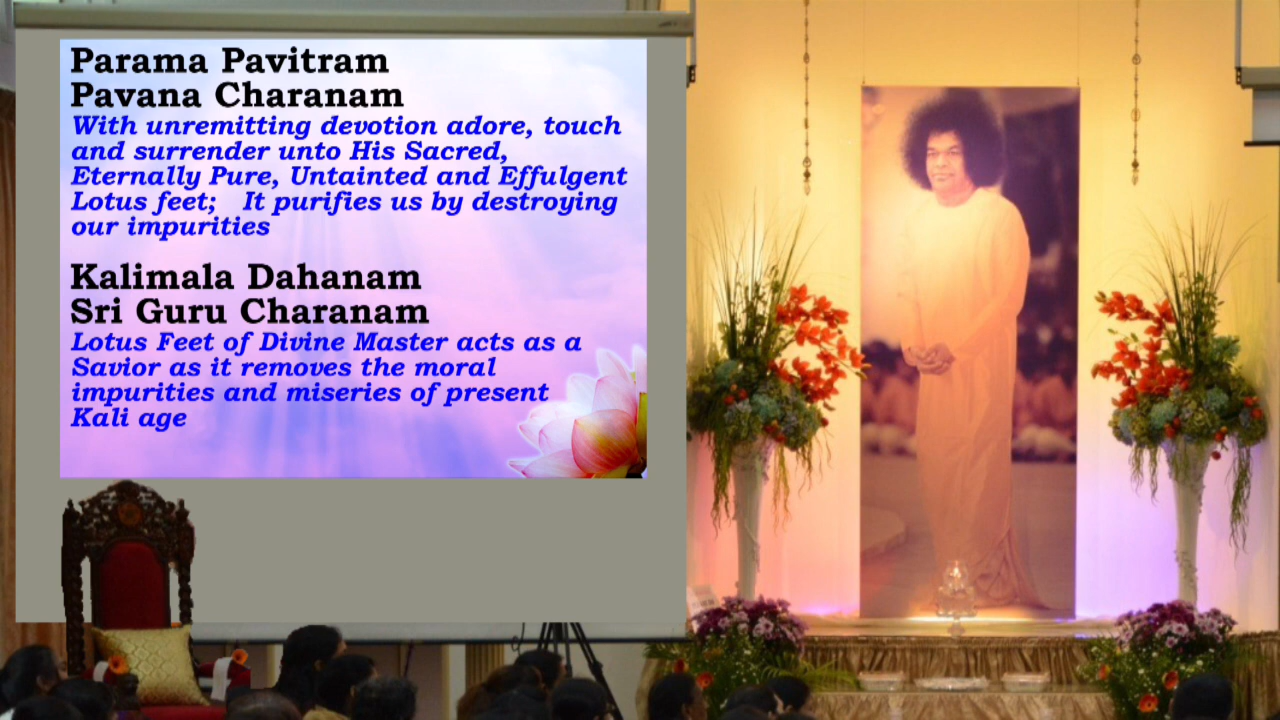 Parama Pavitram
Pavana Charanam
With unremitting devotion adore, touch
and surrender unto His Sacred,
Eternally Pure, Untainted and Effulgent
Lotus feet; It purifies us by destroying
our impurities
Kalimala Dahanam
Sri Guru Charanam
Lotus Feet of Divine Master acts as a
Savior as it removes the moral
impurities and miseries of present
Kali age